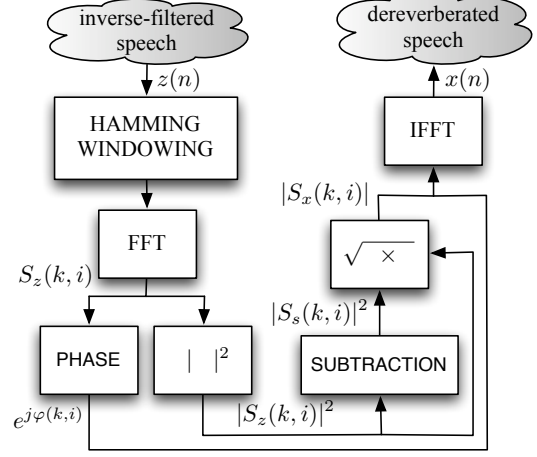 inverse-filtered
speech
z(n)
HAMMING
WINDOWING
FFT
S_z(k, i)
PHASE
|   |^2
e^{jφ(k,i)}
|S_z(k, i)|^2
dereverberated
speech
x(n)
IFFT
|S_x(k, i)|
√ ×
|S_s(k, i)|^2
SUBTRACTION